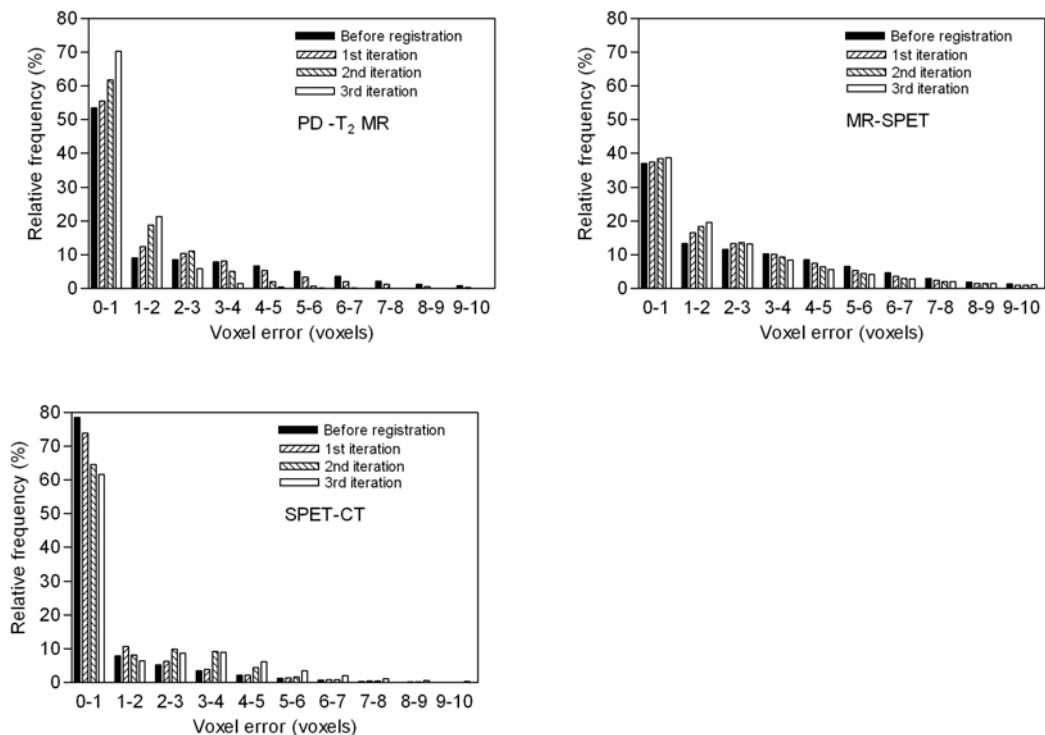 80
70
60
50
40
30
20
10
0
Relative frequency (%)
Before registration
1st iteration
2nd iteration
3rd iteration
PD -T₂ MR
0-1 1-2 2-3 3-4 4-5 5-6 6-7 7-8 8-9 9-10
Voxel error (voxels)
80
70
60
50
40
30
20
10
0
Relative frequency (%)
Before registration
1st iteration
2nd iteration
3rd iteration
MR-SPET
0-1 1-2 2-3 3-4 4-5 5-6 6-7 7-8 8-9 9-10
Voxel error (voxels)
80
70
60
50
40
30
20
10
0
Relative frequency (%)
Before registration
1st iteration
2nd iteration
3rd iteration
SPET-CT
0-1 1-2 2-3 3-4 4-5 5-6 6-7 7-8 8-9 9-10
Voxel error (voxels)